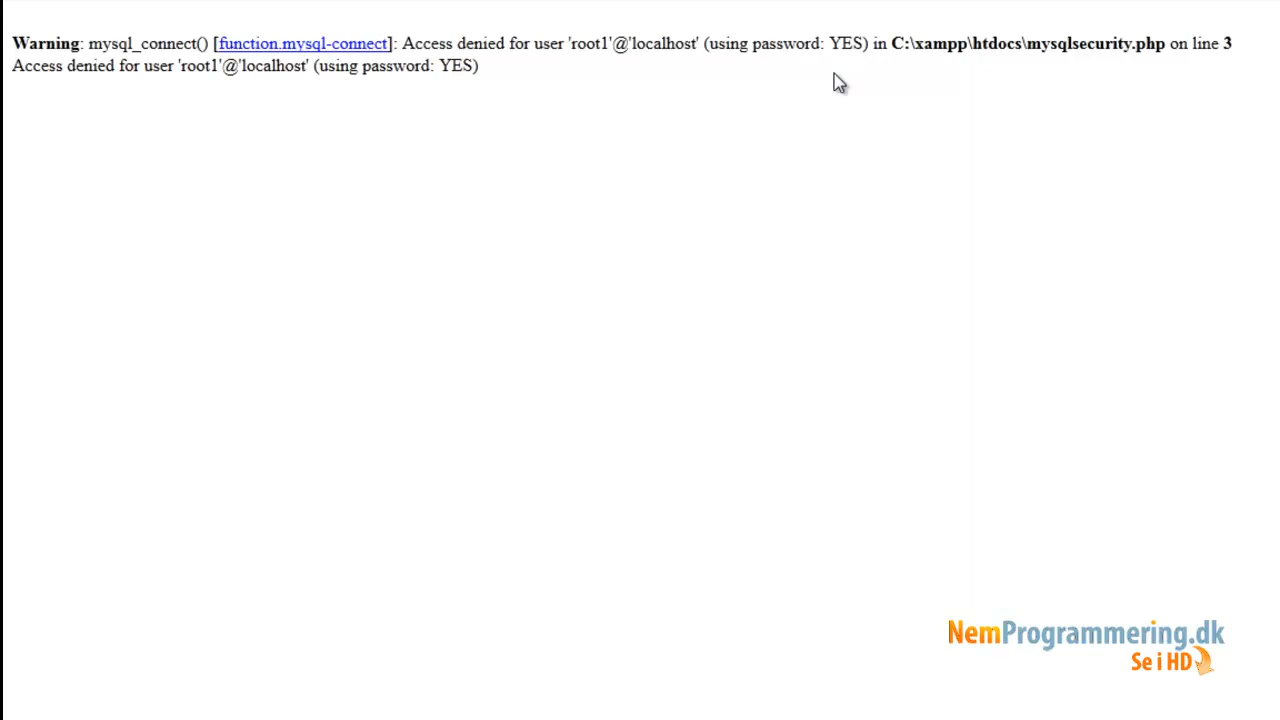 Warning: mysql_connect() [function.mysql-connect]: Access denied for user 'root1'@'localhost' (using password: YES) in C:\xampp\htdocs\mysqlsecurity.php on line 3
Access denied for user 'root1'@'localhost' (using password: YES)
NemProgrammering.dk
Se i HD